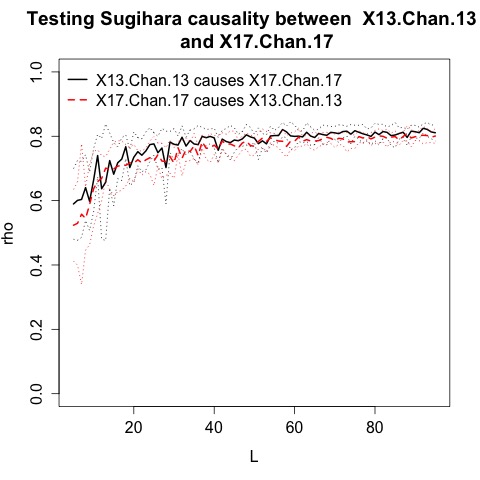 Testing Sugihara causality between  X13.Chan.13
and X17.Chan.17
X13.Chan.13 causes X17.Chan.17
X17.Chan.17 causes X13.Chan.13
1.0
0.8
0.6
0.4
0.2
0.0
rho
20 40 60 80
L